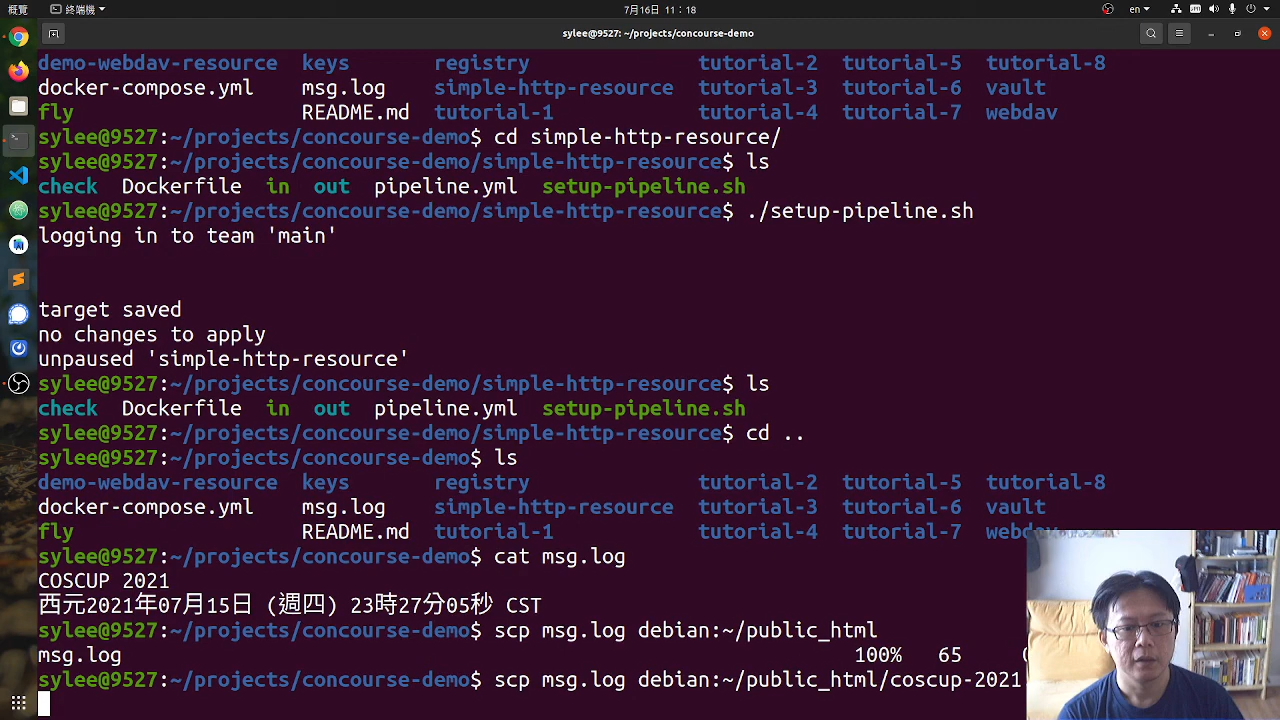 概覽 終端機 7月16日 11：18 en
sylee@9527: ~/projects/concourse-demo
demo-webdav-resource keys registry tutorial-2 tutorial-5 tutorial-8
docker-compose.yml msg.log simple-http-resource tutorial-3 tutorial-6 vault
fly README.md tutorial-1 tutorial-4 tutorial-7 webdav
sylee@9527:~/projects/concourse-demo$ cd simple-http-resource/
sylee@9527:~/projects/concourse-demo/simple-http-resource$ ls
check Dockerfile in out pipeline.yml setup-pipeline.sh
sylee@9527:~/projects/concourse-demo/simple-http-resource$ ./setup-pipeline.sh
logging in to team 'main'
target saved
no changes to apply
unpaused 'simple-http-resource'
sylee@9527:~/projects/concourse-demo/simple-http-resource$ ls
check Dockerfile in out pipeline.yml setup-pipeline.sh
sylee@9527:~/projects/concourse-demo/simple-http-resource$ cd ..
sylee@9527:~/projects/concourse-demo$ ls
demo-webdav-resource keys registry tutorial-2 tutorial-5 tutorial-8
docker-compose.yml msg.log simple-http-resource tutorial-3 tutorial-6 vault
fly README.md tutorial-1 tutorial-4 tutorial-7
sylee@9527:~/projects/concourse-demo$ cat msg.log
COSCUP 2021
西元2021年07月15日 (週四) 23時27分05秒 CST
sylee@9527:~/projects/concourse-demo$ scp msg.log debian:~/public_html
msg.log 100% 65
sylee@9527:~/projects/concourse-demo$ scp msg.log debian:~/public_html/coscup-2021